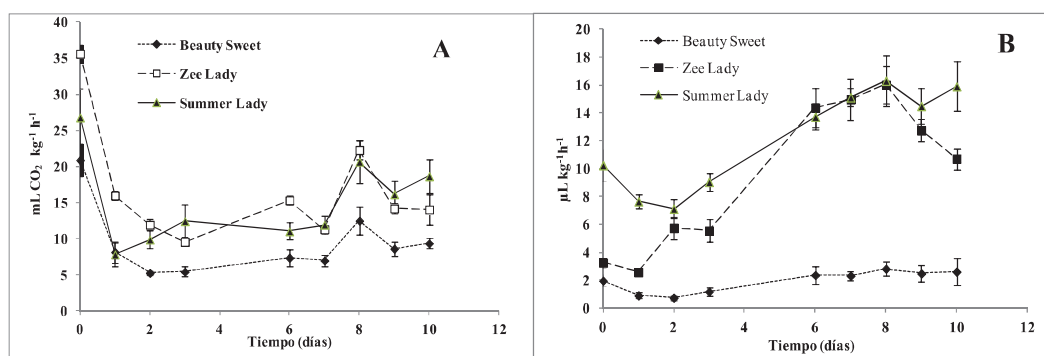 A
Beauty Sweet
Zee Lady
Summer Lady
mL CO₂ kg⁻¹ h⁻¹
40
35
30
25
20
15
10
5
0
0 2 4 6 8 10 12
Tiempo (días)
B
Beauty Sweet
Zee Lady
Summer Lady
µL kg⁻¹h⁻¹
20
18
16
14
12
10
8
6
4
2
0
0 2 4 6 8 10 12
Tiempo (días)